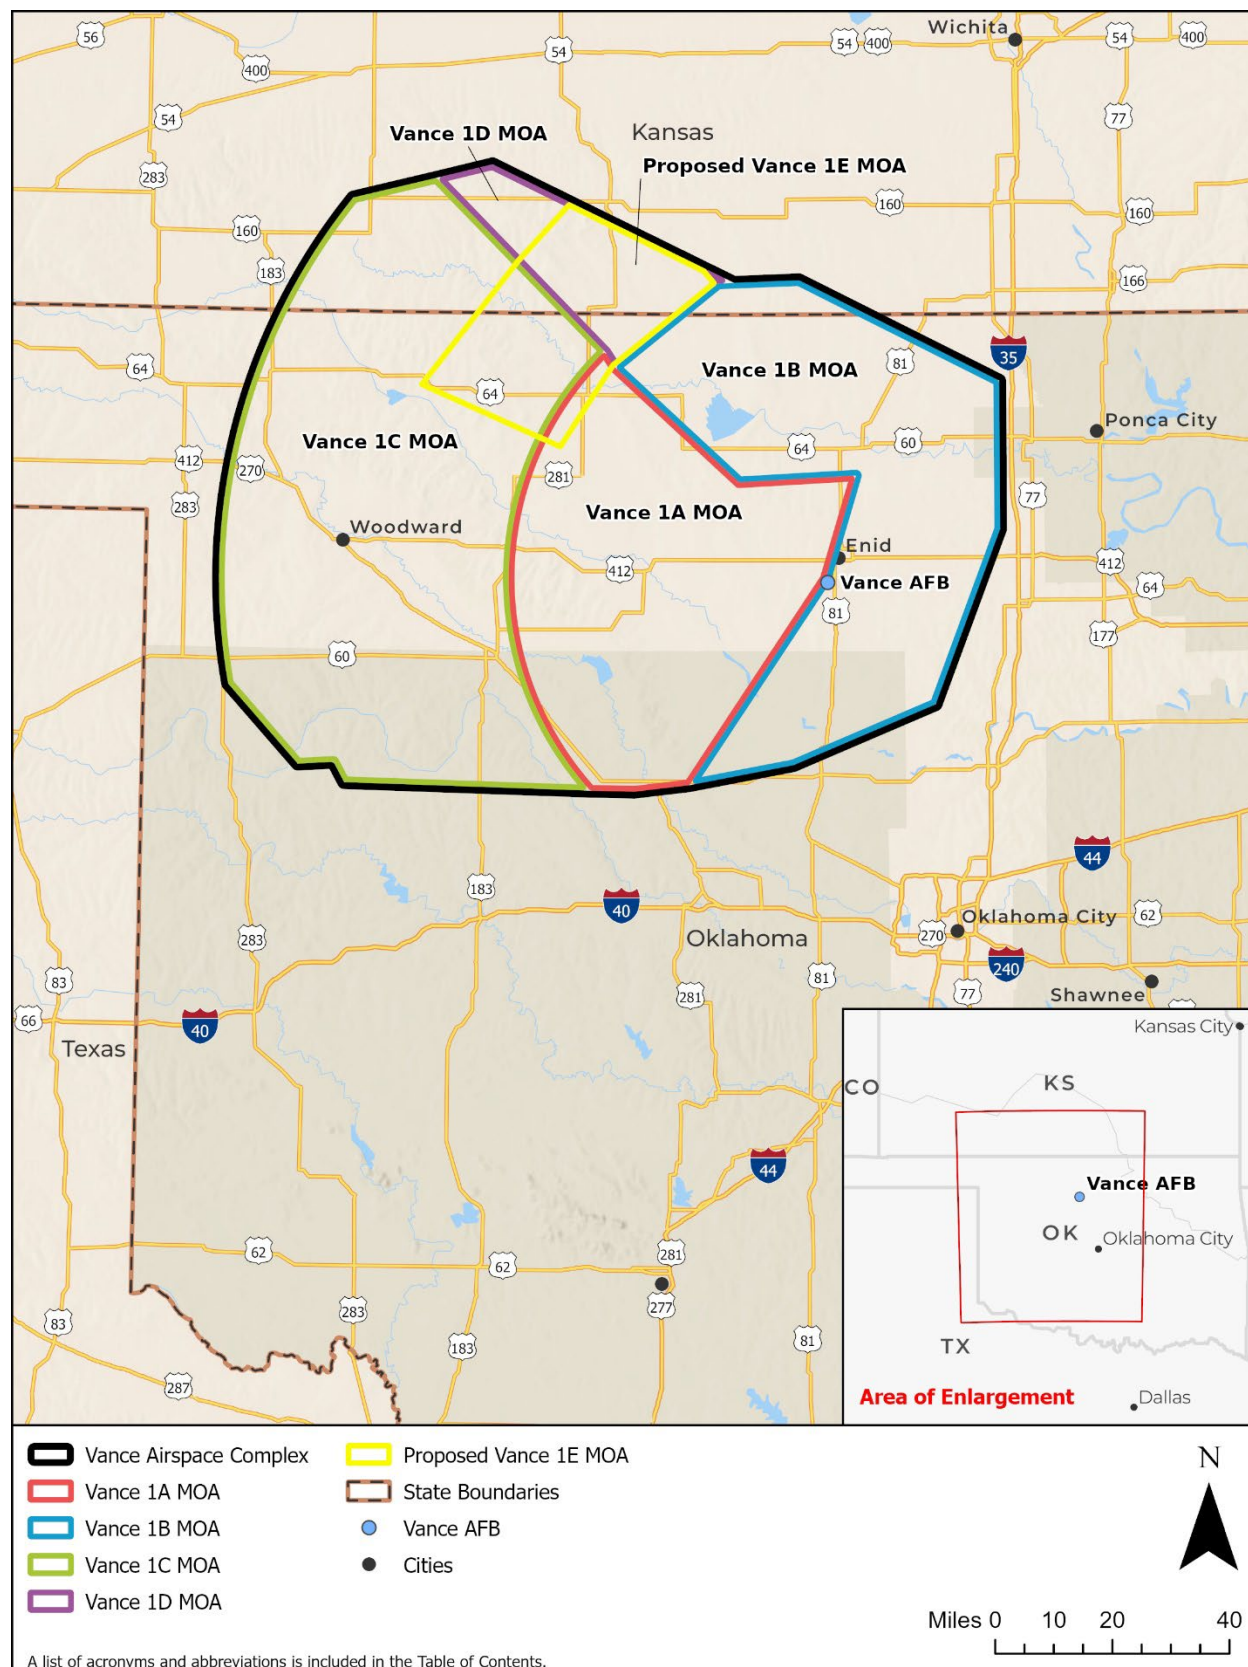 Wichita
56
54
54
400
54
400
400
77
54
Vance 1D MOA
Kansas
Proposed Vance 1E MOA
283
160
160
160
183
166
64
35
81
Vance 1B MOA
64
Ponca City
Vance 1C MOA
60
64
412
270
281
77
283
Vance 1A MOA
Woodward
Enid
412
412
Vance AFB
64
81
177
60
44
183
40
62
Oklahoma City
270
Oklahoma
283
240
81
83
77
Shawnee
281
66
40
Texas
44
62
281
62
277
283
83
81
183
287
Kansas City
CO
KS
Vance AFB
OK
Oklahoma City
TX
Area of Enlargement
Dallas
Vance Airspace Complex
Vance 1A MOA
Vance 1B MOA
Vance 1C MOA
Vance 1D MOA
Proposed Vance 1E MOA
State Boundaries
Vance AFB
Cities
N
Miles 0 10 20 40
A list of acronyms and abbreviations is included in the Table of Contents.